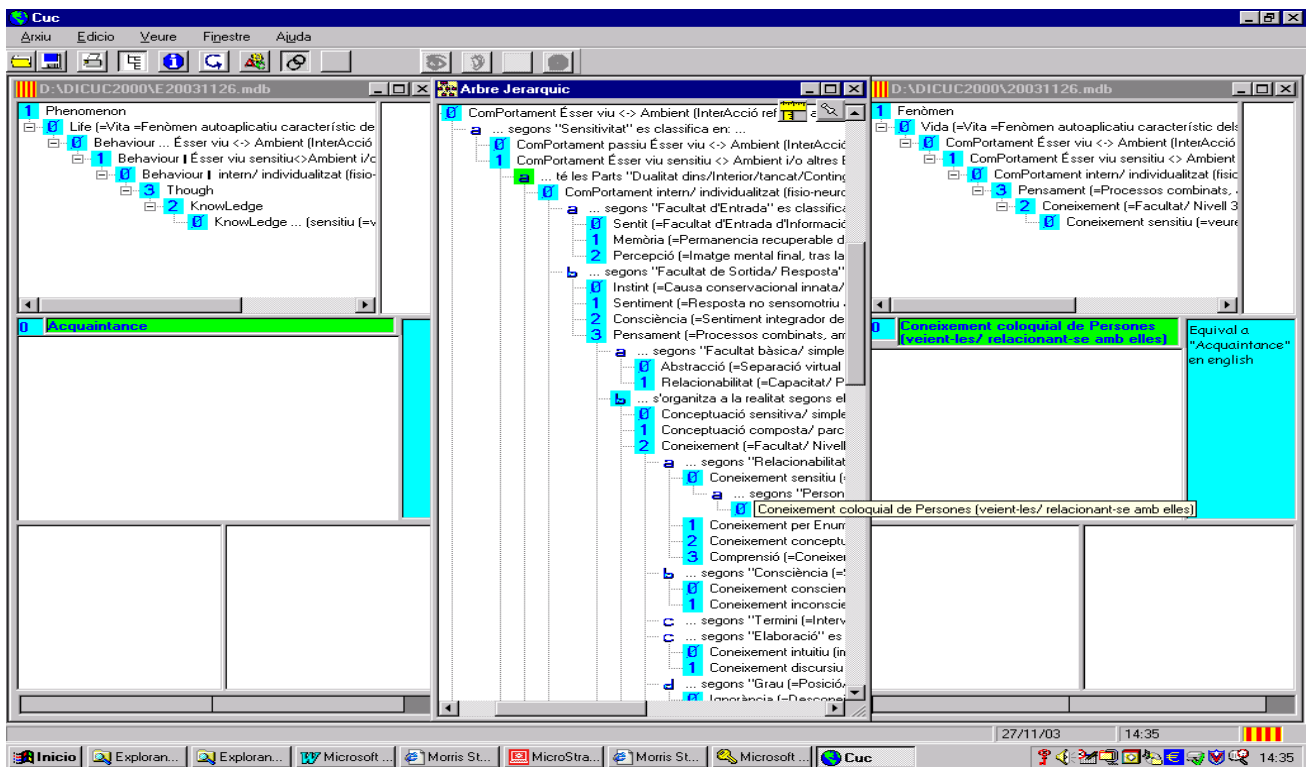 Cuc
Arxiu Edicio Veure Finestre Ajuda
D:\DICUC2000\E20031126.mdb
1 Phenomenon
0 Life (=Vita =Fenòmen autoaplicatiu característic de
0 Behaviour ... Ésser viu <-> Ambient (InterAcció
1 Behaviour | Ésser viu sensitiu<>Ambient i/c
0 Behaviour | intern/ individualitzat (fisio-
3 Though
2 KnowLedge
0 KnowLedge ... (sensitiu (=v
0 Acquaintance
Arbre Jerarquic
0 ComPortament Ésser viu <-> Ambient (InterAcció ref
a ... segons "Sensitivitat" es classifica en: ...
0 ComPortament passiu Ésser viu <-> Ambient (InterAcció
1 ComPortament Ésser viu sensitiu <> Ambient i/o altres E
a ... té les Parts "Dualitat dins/Interior/tancat/Conting
0 ComPortament intern/ individualitzat (fisio-neuro
a ... segons "Facultat d'Entrada" es classifica
0 Sentit (=Facultat d'Entrada d'Informació
1 Memòria (=Permanencia recuperable d
2 Percepció (=Imatge mental final, tras la
b ... segons "Facultat de Sortida/ Resposta"
0 Instint (=Causa conservacional innata/
1 Sentiment (=Resposta no sensomotriu
2 Consciència (=Sentiment integrador de
3 Pensament (=Processos combinats, am
a ... segons "Facultat bàsica/ simple
0 Abstracció (=Separació virtual
1 Relacionabilitat (=Capacitat/ P
b ... s'organitza a la realitat segons el
0 Conceptuació sensitiva/ simple
1 Conceptuació composta/ parc
2 Coneixement (=Facultat/ Nivell
a ... segons "Relacionabilitat
0 Coneixement sensitiu (=
a ... segons "Person
0 Coneixement coloquial de Persones (veient-les/ relacionant-se amb elles)
1 Coneixement per Enum
2 Coneixement conceptu
3 Comprensió (=Coneixer
b ... segons "Consciència (=S
0 Coneixement conscien
1 Coneixement inconscie
c ... segons "Termini (=Interv
c ... segons "Elaboració" es
0 Coneixement intuitiu (in
1 Coneixement discursiu
d ... segons "Grau (=Posició/
0 Ignorància (=Desconei
D:\DICUC2000\20031126.mdb
1 Fenòmen
0 Vida (=Vita =Fenòmen autoaplicatiu característic dels
0 ComPortament Ésser viu <-> Ambient (InterAcció
1 ComPortament Ésser viu sensitiu <> Ambient
0 ComPortament intern/ individualitzat (fisic
3 Pensament (=Processos combinats,
2 Coneixement (=Facultat/ Nivell 3
0 Coneixement sensitiu (=veure
0 Coneixement coloquial de Persones
(veient-les/ relacionant-se amb elles)
Equival a
"Acquaintance"
en english
27/11/03 14:35
Inicio Exploran... Exploran... Microsoft ... Morris St... MicroStra... Morris St... Microsoft ... Cuc 14:35